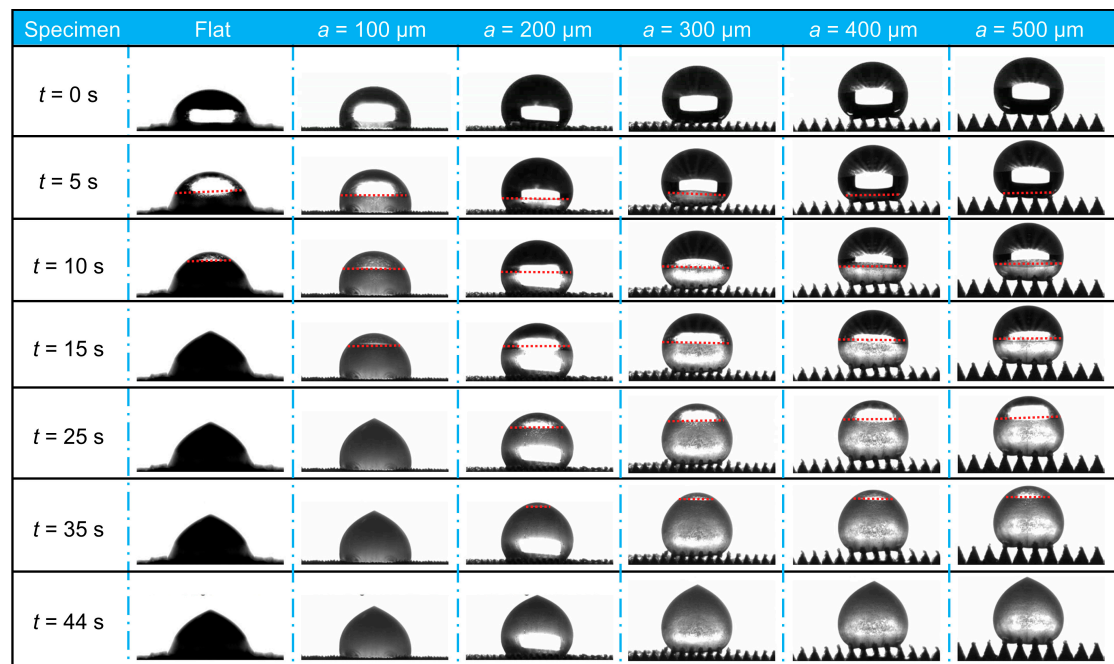 Specimen Flat a = 100 μm a = 200 μm a = 300 μm a = 400 μm a = 500 μm
t = 0 s
t = 5 s
t = 10 s
t = 15 s
t = 25 s
t = 35 s
t = 44 s